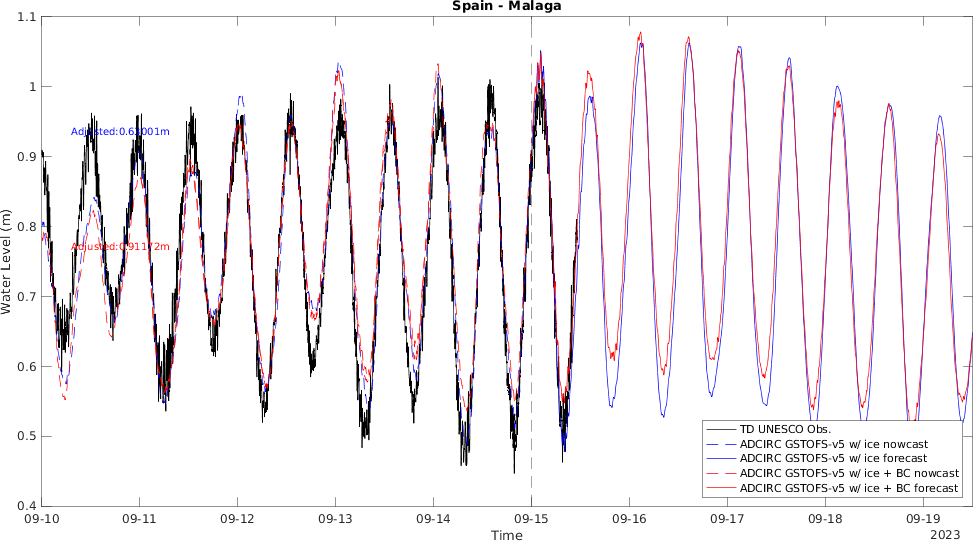 Spain - Malaga
1.1
1
0.9
0.8
0.7
0.6
0.5
0.4
Water Level (m)
Adjusted:0.63001m
Adjusted:0.91172m
TD UNESCO Obs.
ADCIRC GSTOFS-v5 w/ ice nowcast
ADCIRC GSTOFS-v5 w/ ice forecast
ADCIRC GSTOFS-v5 w/ ice + BC nowcast
ADCIRC GSTOFS-v5 w/ ice + BC forecast
09-10 09-11 09-12 09-13 09-14 09-15 09-16 09-17 09-18 09-19
Time
2023